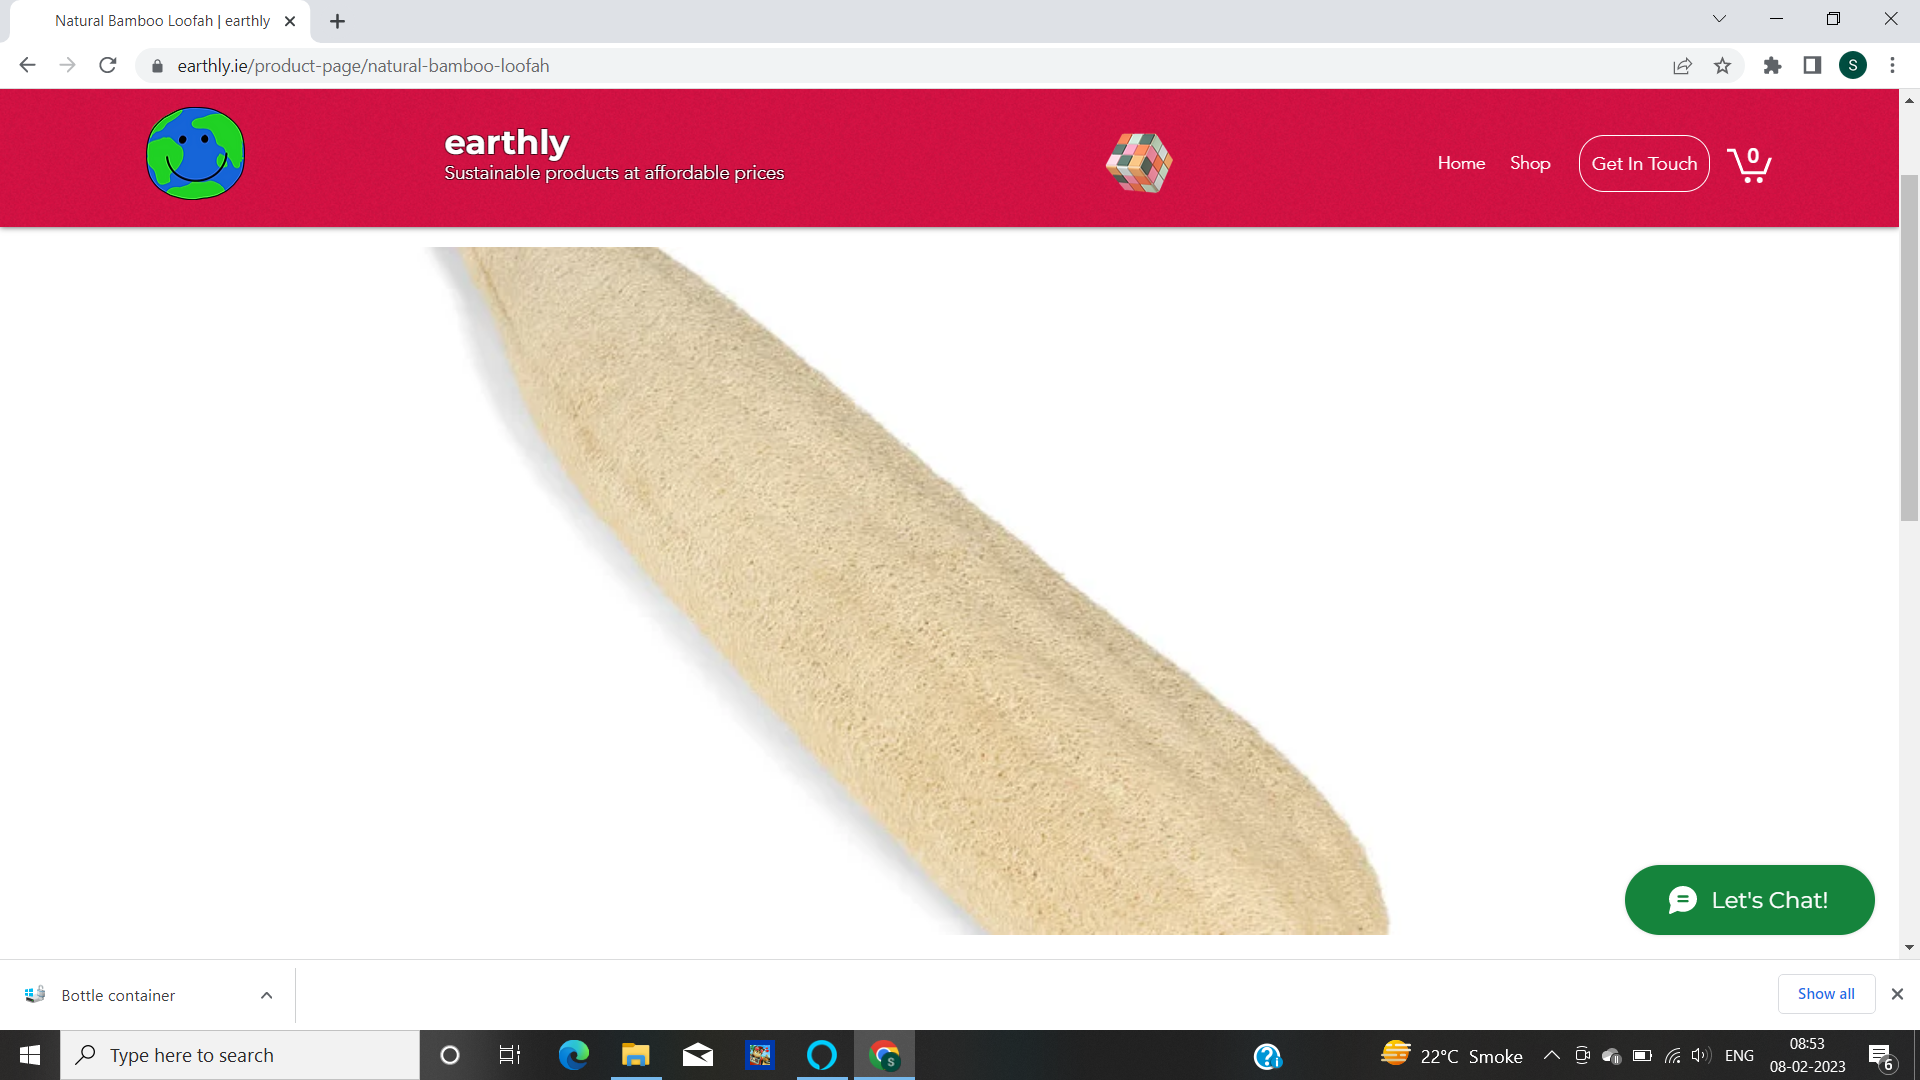 Natural Bamboo Loofah | earthly
earthly.ie/product-page/natural-bamboo-loofah
S
earthly
Sustainable products at affordable prices
Home
Shop
Get In Touch
0
Let's Chat!
Bottle container
Show all
Type here to search
S
22°C Smoke
ENG
08:53
08-02-2023
6